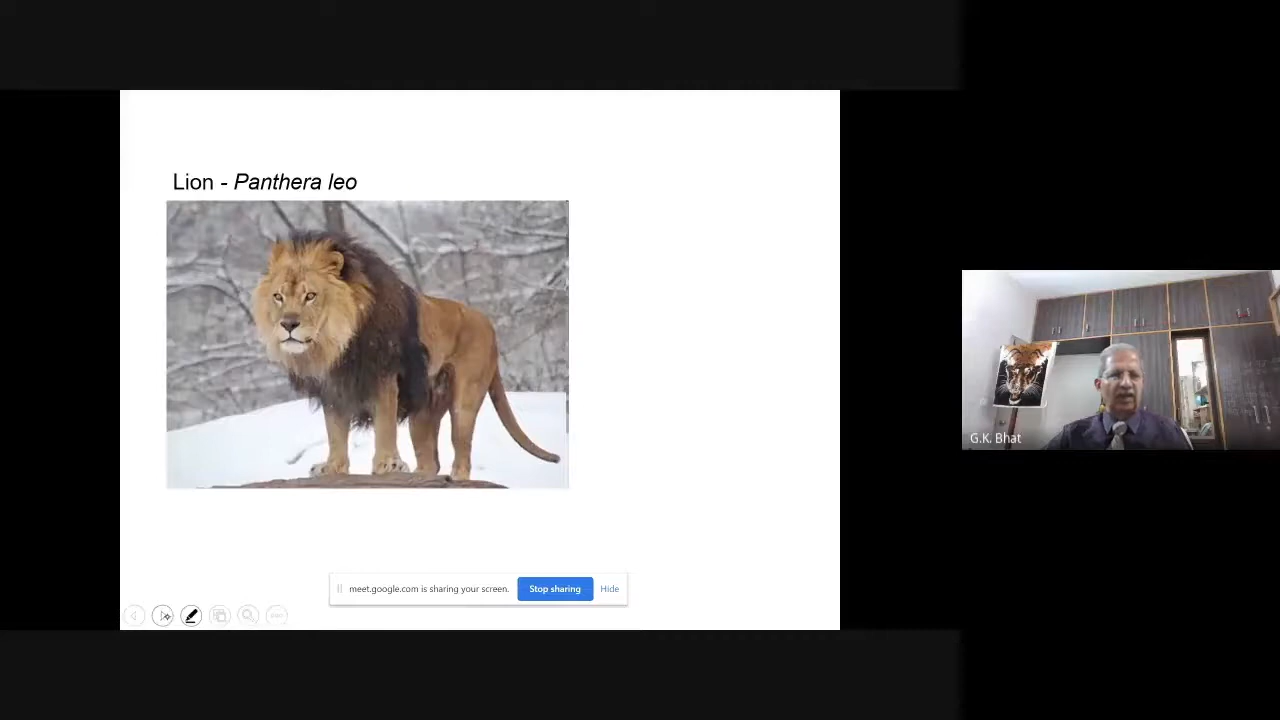 Lion - Panthera leo
meet.google.com is sharing your screen. Stop sharing Hide
G.K. Bhat